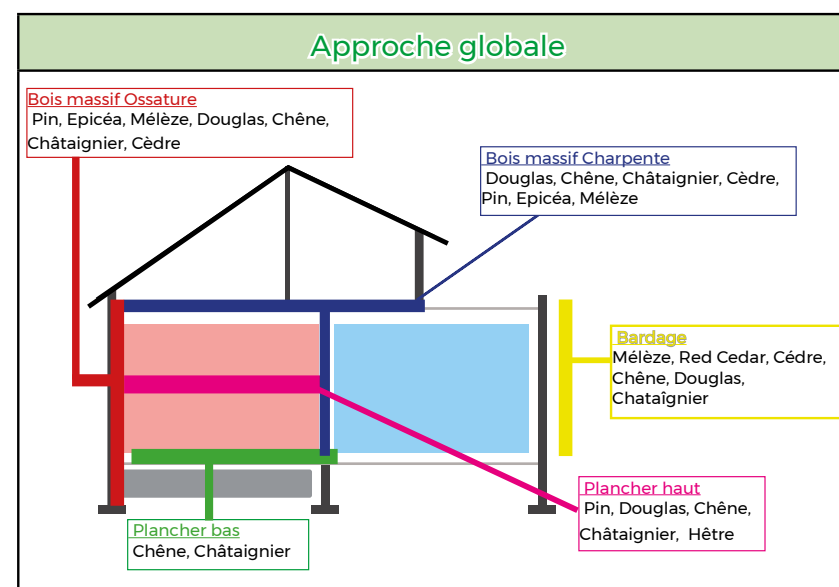 Approche globale
Bois massif Ossature
Pin, Epicéa, Mélèze, Douglas, Chêne,
Châtaignier, Cèdre
Bois massif Charpente
Douglas, Chêne, Châtaignier, Cèdre,
Pin, Epicéa, Mélèze
Bardage
Mélèze, Red Cedar, Cédre,
Chêne, Douglas,
Chataîgnier
Plancher haut
Pin, Douglas, Chêne,
Châtaignier, Hêtre
Plancher bas
Chêne, Châtaignier